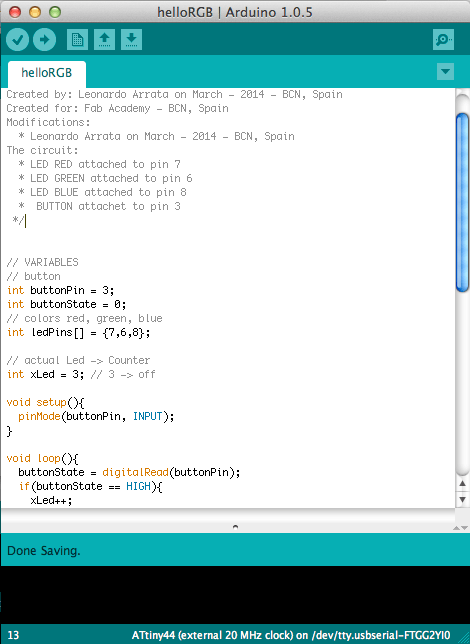 helloRGB | Arduino 1.0.5
helloRGB
Created by: Leonardo Arrata on March - 2014 - BCN, Spain
Created for: Fab Academy - BCN, Spain
Modifications:
  * Leonardo Arrata on March - 2014 - BCN, Spain
The circuit:
  * LED RED attached to pin 7
  * LED GREEN attached to pin 6
  * LED BLUE attached to pin 8
  *  BUTTON attachet to pin 3
 */
// VARIABLES
// button
int buttonPin = 3;
int buttonState = 0;
// colors red, green, blue
int ledPins[] = {7,6,8};
// actual Led -> Counter
int xLed = 3; // 3 -> off
void setup(){
  pinMode(buttonPin, INPUT);
}
void loop(){
  buttonState = digitalRead(buttonPin);
  if(buttonState == HIGH){
    xLed++;
Done Saving.
13 ATtiny44 (external 20 MHz clock) on /dev/tty.usbserial-FTGG2YI0